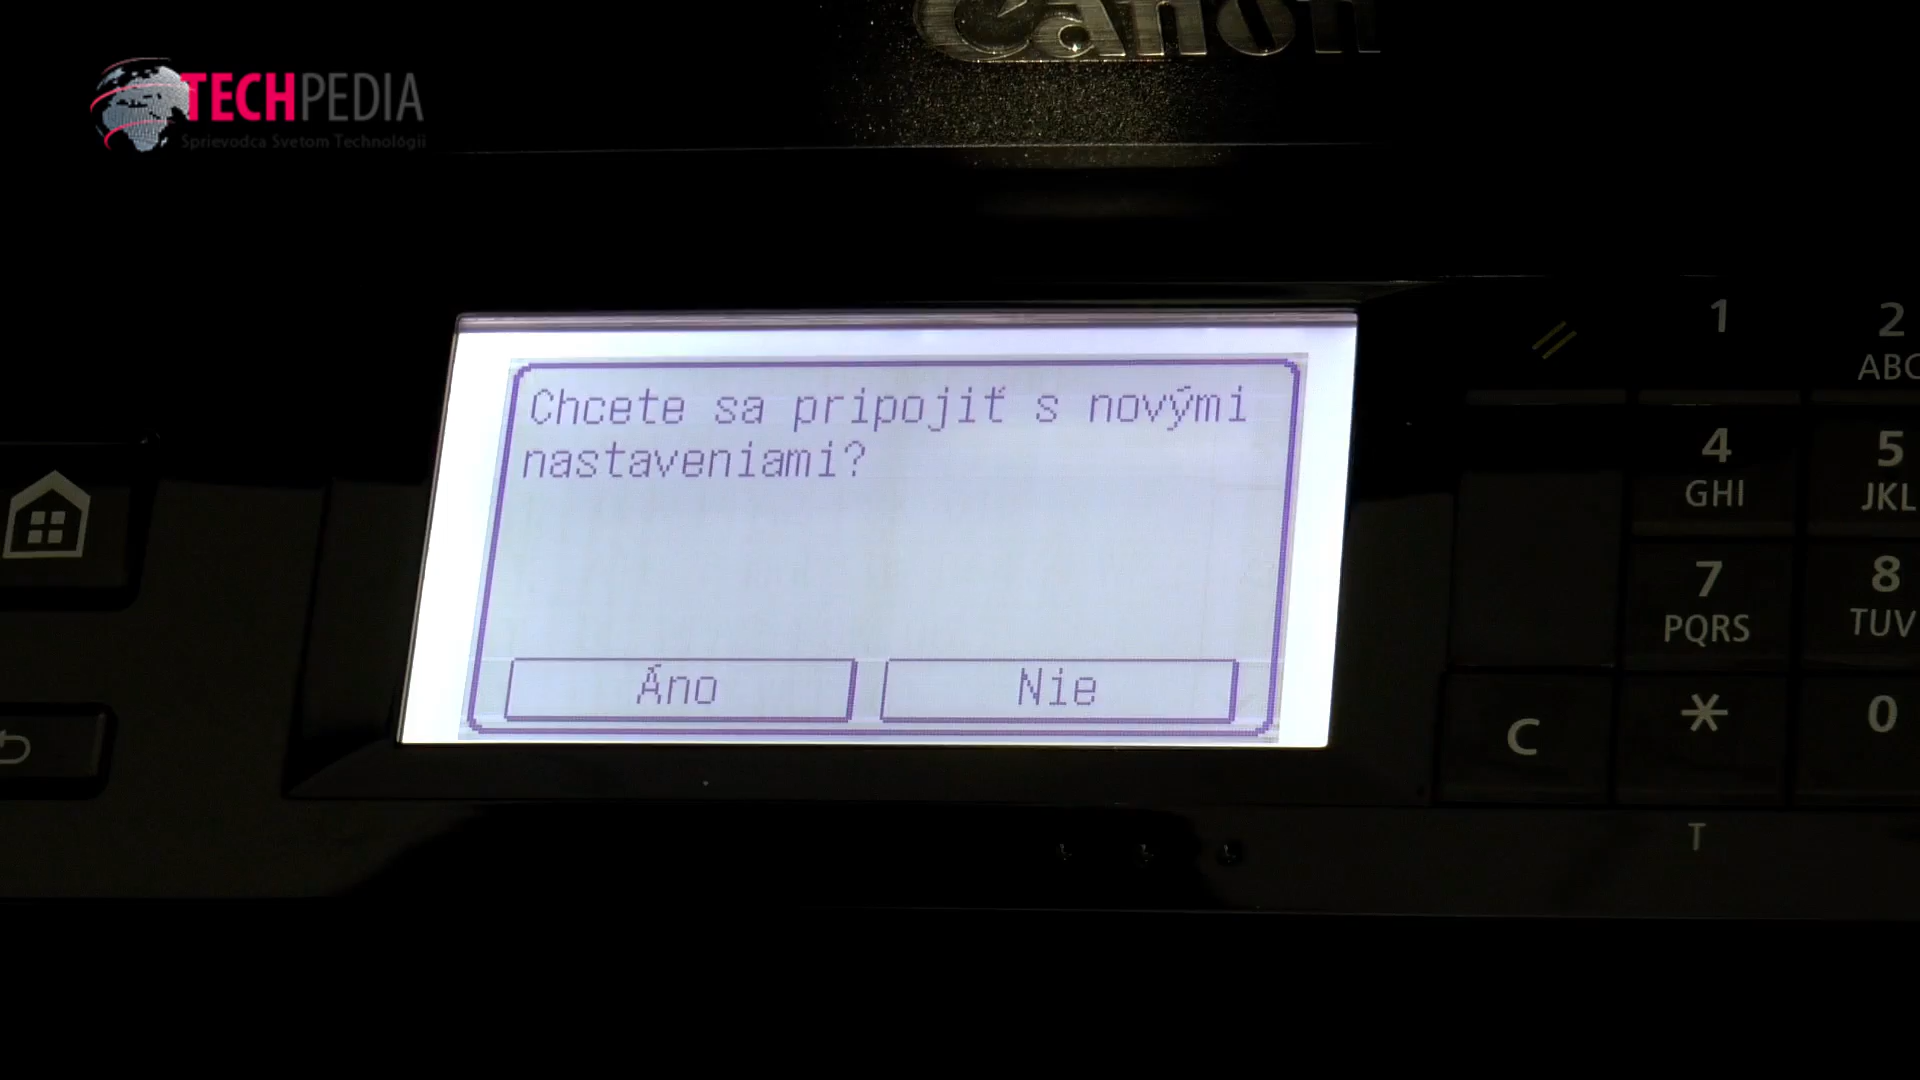 Canon
TECHPEDIA
Sprievodca Svetom Technológií
Chcete sa pripojiť s novými
nastaveniami?
Áno
Nie
1
2
ABC
4
5
GHI
JKL
7
8
PQRS
TUV
C
*
0
T